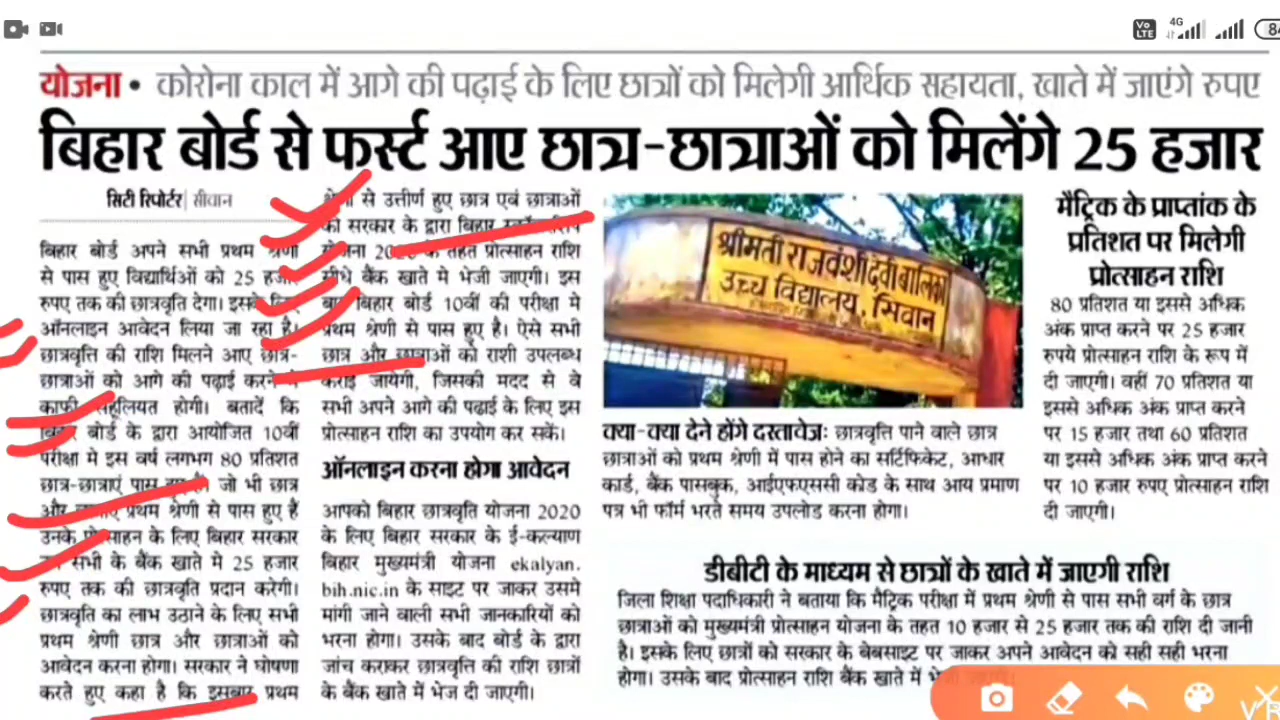 योजना • कोरोना काल में आगे की पढ़ाई के लिए छात्रों को मिलेगी आर्थिक सहायता, खाते में जाएंगे रुपए
बिहार बोर्ड से फर्स्ट आए छात्र-छात्राओं को मिलेंगे 25 हजार
सिटी रिपोर्टर| सीवान
बिहार बोर्ड अपने सभी प्रथम श्रेणी
से पास हुए विद्यार्थिओं को 25 हजार
रुपए तक की छात्रवृति देगा। इसके लिए
ऑनलाइन आवेदन लिया जा रहा है।
छात्रवृत्ति की राशि मिलने आए छात्र-
छात्राओं को आगे की पढ़ाई करने में
काफी सहूलियत होगी। बतादें कि
बिहार बोर्ड के द्वारा आयोजित 10वीं
परीक्षा मे इस वर्ष लगभग 80 प्रतिशत
छात्र-छात्राएं पास जो भी छात्र
और प्रथम श्रेणी से पास हुए हैं
उनके प्रोत्साहन के लिए बिहार सरकार
सभी के बैंक खाते मे 25 हजार
रुपए तक की छात्रवृति प्रदान करेगी।
छात्रवृति का लाभ उठाने के लिए सभी
प्रथम श्रेणी छात्र और छात्राओं को
आवेदन करना होगा। सरकार ने घोषणा
करते हुए कहा है कि इसबार प्रथम
श्रेणी से उत्तीर्ण हुए छात्र एवं छात्राओं
को सरकार के द्वारा बिहार
योजना के तहत प्रोत्साहन राशि
सीधे बैंक खाते मे भेजी जाएगी। इस
बार बिहार बोर्ड 10वीं की परीक्षा मे
प्रथम श्रेणी से पास हुए है। ऐसे सभी
छात्र और छात्राओं को राशी उपलब्ध
कराई जायेगी, जिसकी मदद से वे
सभी अपने आगे की पढाई के लिए इस
प्रोत्साहन राशि का उपयोग कर सकें।
ऑनलाइन करना होगा आवेदन
आपको बिहार छात्रवृति योजना 2020
के लिए बिहार सरकार के ई-कल्याण
बिहार मुख्यमंत्री योजना ekalyan.
bih.nic.in के साइट पर जाकर उसमे
मांगी जाने वाली सभी जानकारियों को
भरना होगा। उसके बाद बोर्ड के द्वारा
जांच कराकर छात्रवृत्ति की राशि छात्रों
के बैंक खाते में भेज दी जाएगी।
श्रीमती राजवंशी देवी बालिका
उच्च विद्यालय, सिवान
क्या-क्या देने होंगे दस्तावेज: छात्रवृत्ति पाने वाले छात्र
छात्राओं को प्रथम श्रेणी में पास होने का सर्टिफिकेट, आधार
कार्ड, बैंक पासबुक, आईएफएससी कोड के साथ आय प्रमाण
पत्र भी फॉर्म भरते समय उपलोड करना होगा।
मैट्रिक के प्राप्तांक के
प्रतिशत पर मिलेगी
प्रोत्साहन राशि
80 प्रतिशत या इससे अधिक
अंक प्राप्त करने पर 25 हजार
रुपये प्रोत्साहन राशि के रूप में
दी जाएगी। वहीं 70 प्रतिशत या
इससे अधिक अंक प्राप्त करने
पर 15 हजार तथा 60 प्रतिशत
या इससे अधिक अंक प्राप्त करने
पर 10 हजार रुपए प्रोत्साहन राशि
दी जाएगी।
डीबीटी के माध्यम से छात्रों के खाते में जाएगी राशि
जिला शिक्षा पदाधिकारी ने बताया कि मैट्रिक परीक्षा में प्रथम श्रेणी से पास सभी वर्ग के छात्र
छात्राओं को मुख्यमंत्री प्रोत्साहन योजना के तहत 10 हजार से 25 हजार तक की राशि दी जानी
है। इसके लिए छात्रों को सरकार के बेबसाइट पर जाकर अपने आवेदन को सही सही भरना
होगा। उसके बाद प्रोत्साहन राशि बैंक खाते में